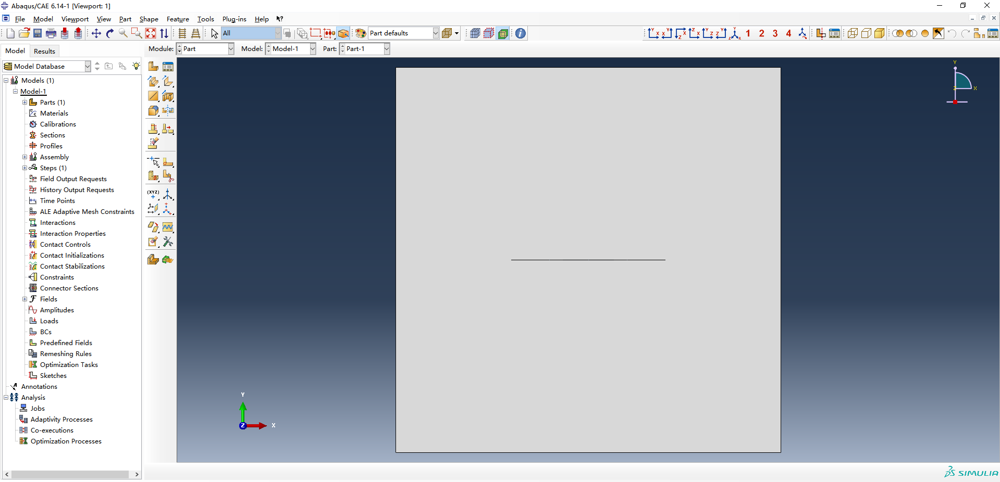 Abaqus/CAE 6.14-1 [Viewport: 1]
File Model Viewport View Part Shape Feature Tools Plug-ins Help
All Part defaults 1 2 3 4
Model Results Module: Part Model: Model-1 Part: Part-1
Model Database
Models (1)
Model-1
Parts (1)
Materials
Calibrations
Sections
Profiles
Assembly
Steps (1)
Field Output Requests
History Output Requests
Time Points
ALE Adaptive Mesh Constraints
Interactions
Interaction Properties
Contact Controls
Contact Initializations
Contact Stabilizations
Constraints
Connector Sections
Fields
Amplitudes
Loads
BCs
Predefined Fields
Remeshing Rules
Optimization Tasks
Sketches
Annotations
Analysis
Jobs
Adaptivity Processes
Co-executions
Optimization Processes
(XYZ)
Y
X
Z
Y
Z
X
SIMULIA